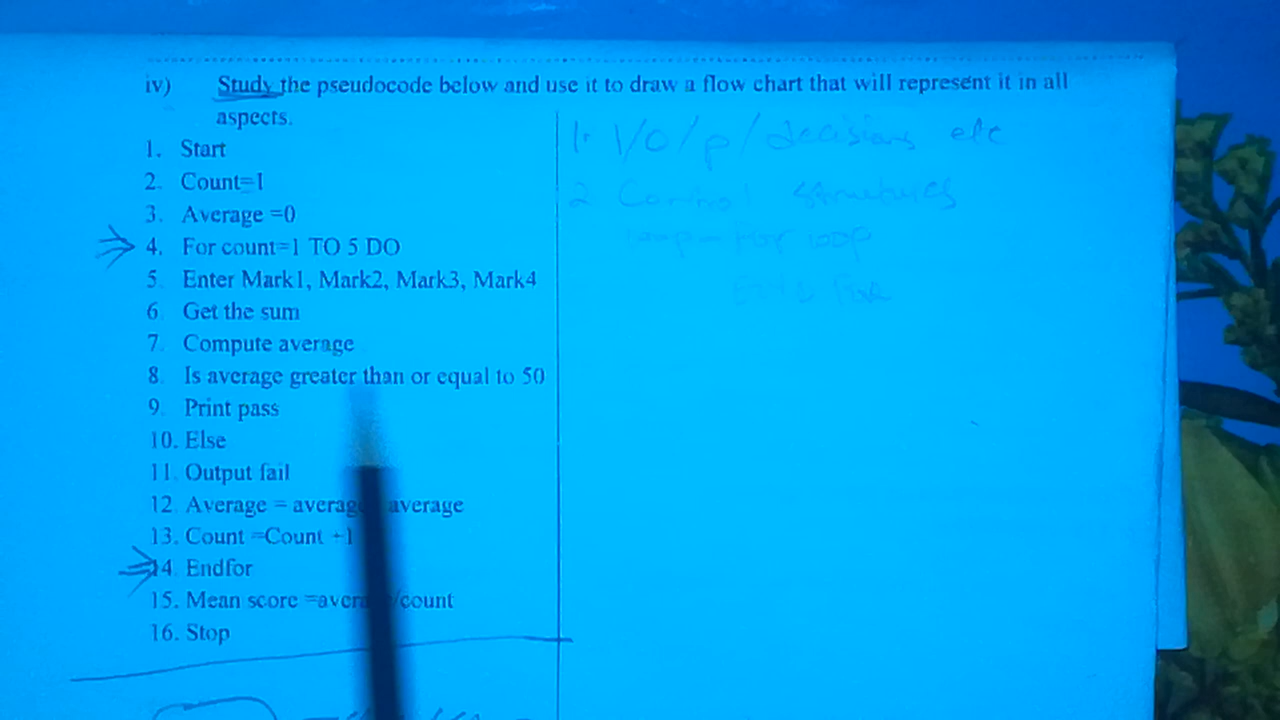 iv) Study the pseudocode below and use it to draw a flow chart that will represent it in all
aspects.
1. Start
2. Count=1
3. Average =0
4. For count=1 TO 5 DO
5. Enter Mark1, Mark2, Mark3, Mark4
6. Get the sum
7. Compute average
8. Is average greater than or equal to 50
9. Print pass
10. Else
11. Output fail
12. Average = average average
13. Count =Count +1
14. Endfor
15. Mean score =average/count
16. Stop
1. I/O/p/decisions etc
2 Control structures
loop - for loop